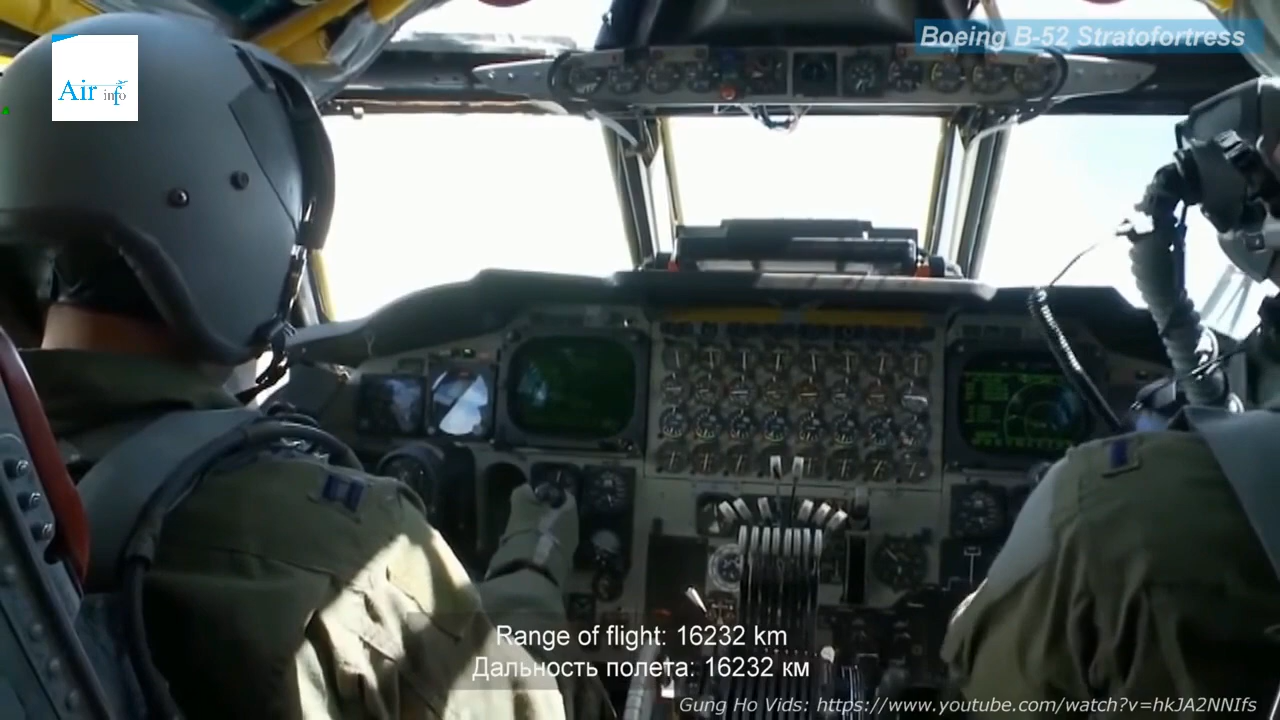 Boeing B-52 Stratofortress
Air info
Range of flight: 16232 km
Дальность полета: 16232 км
Gung Ho Vids: https://www.youtube.com/watch?v=hkJA2NNIfs